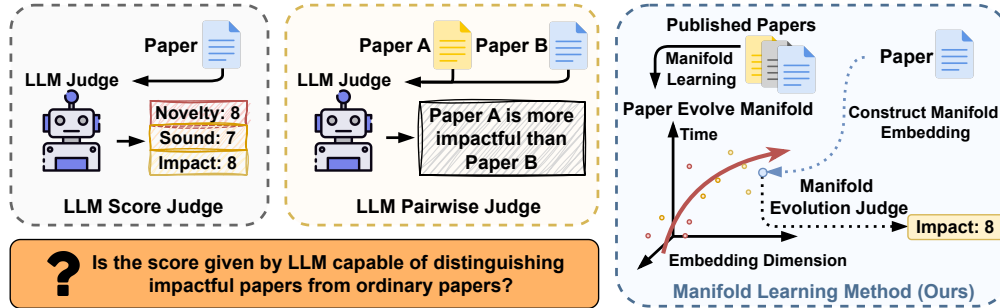 Paper
LLM Judge
Novelty: 8
Sound: 7
Impact: 8
LLM Score Judge
Paper A
Paper B
LLM Judge
Paper A is more
impactful than
Paper B
LLM Pairwise Judge
? Is the score given by LLM capable of distinguishing
impactful papers from ordinary papers?
Published Papers
Manifold
Learning
Paper
Paper Evolve Manifold
Construct Manifold
Embedding
Time
Manifold
Evolution Judge
Impact: 8
Embedding Dimension
Manifold Learning Method (Ours)